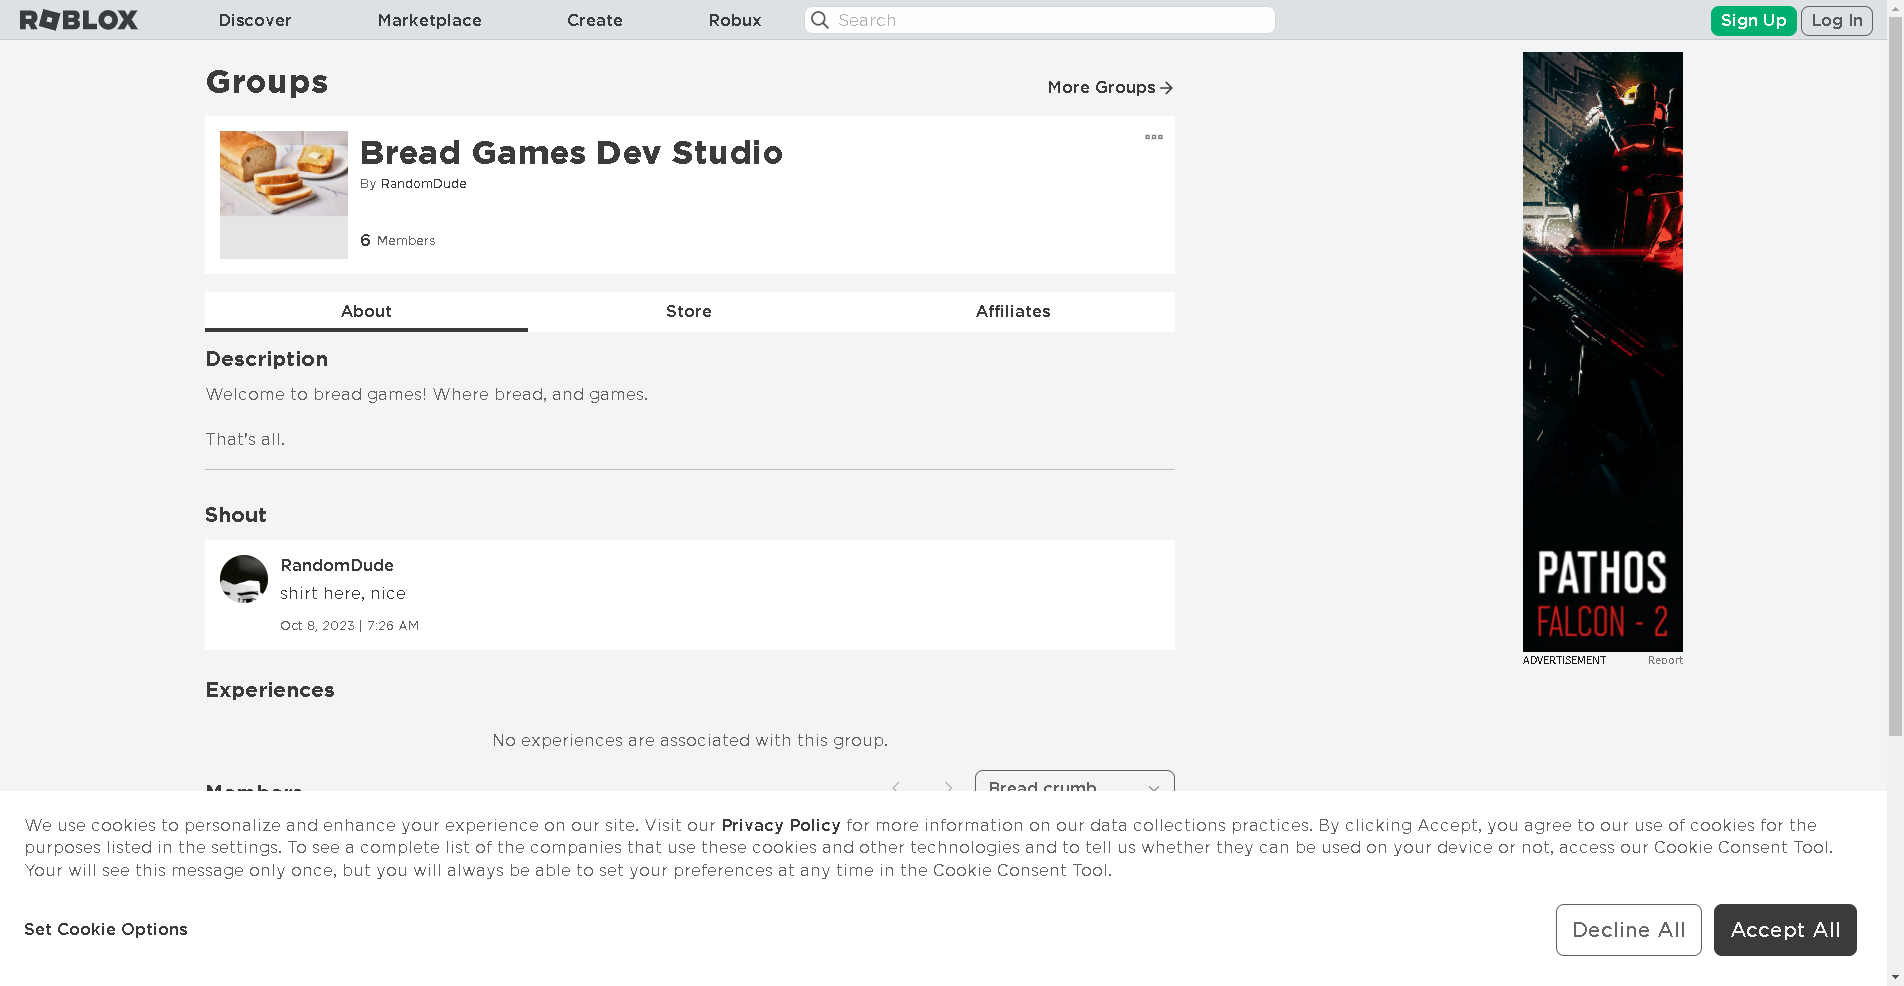 ROBLOX Discover Marketplace Create Robux Search Sign Up Log In
Groups
More Groups
Bread Games Dev Studio
By RandomDude
6 Members
About Store Affiliates
Description
Welcome to bread games! Where bread, and games.
That's all.
Shout
RandomDude
shirt here, nice
Oct 8, 2023 | 7:26 AM
Experiences
No experiences are associated with this group.
Members
Bread crumb
PATHOS
FALCON - 2
ADVERTISEMENT Report
We use cookies to personalize and enhance your experience on our site. Visit our Privacy Policy for more information on our data collections practices. By clicking Accept, you agree to our use of cookies for the
purposes listed in the settings. To see a complete list of the companies that use these cookies and other technologies and to tell us whether they can be used on your device or not, access our Cookie Consent Tool.
Your will see this message only once, but you will always be able to set your preferences at any time in the Cookie Consent Tool.
Set Cookie Options
Decline All Accept All